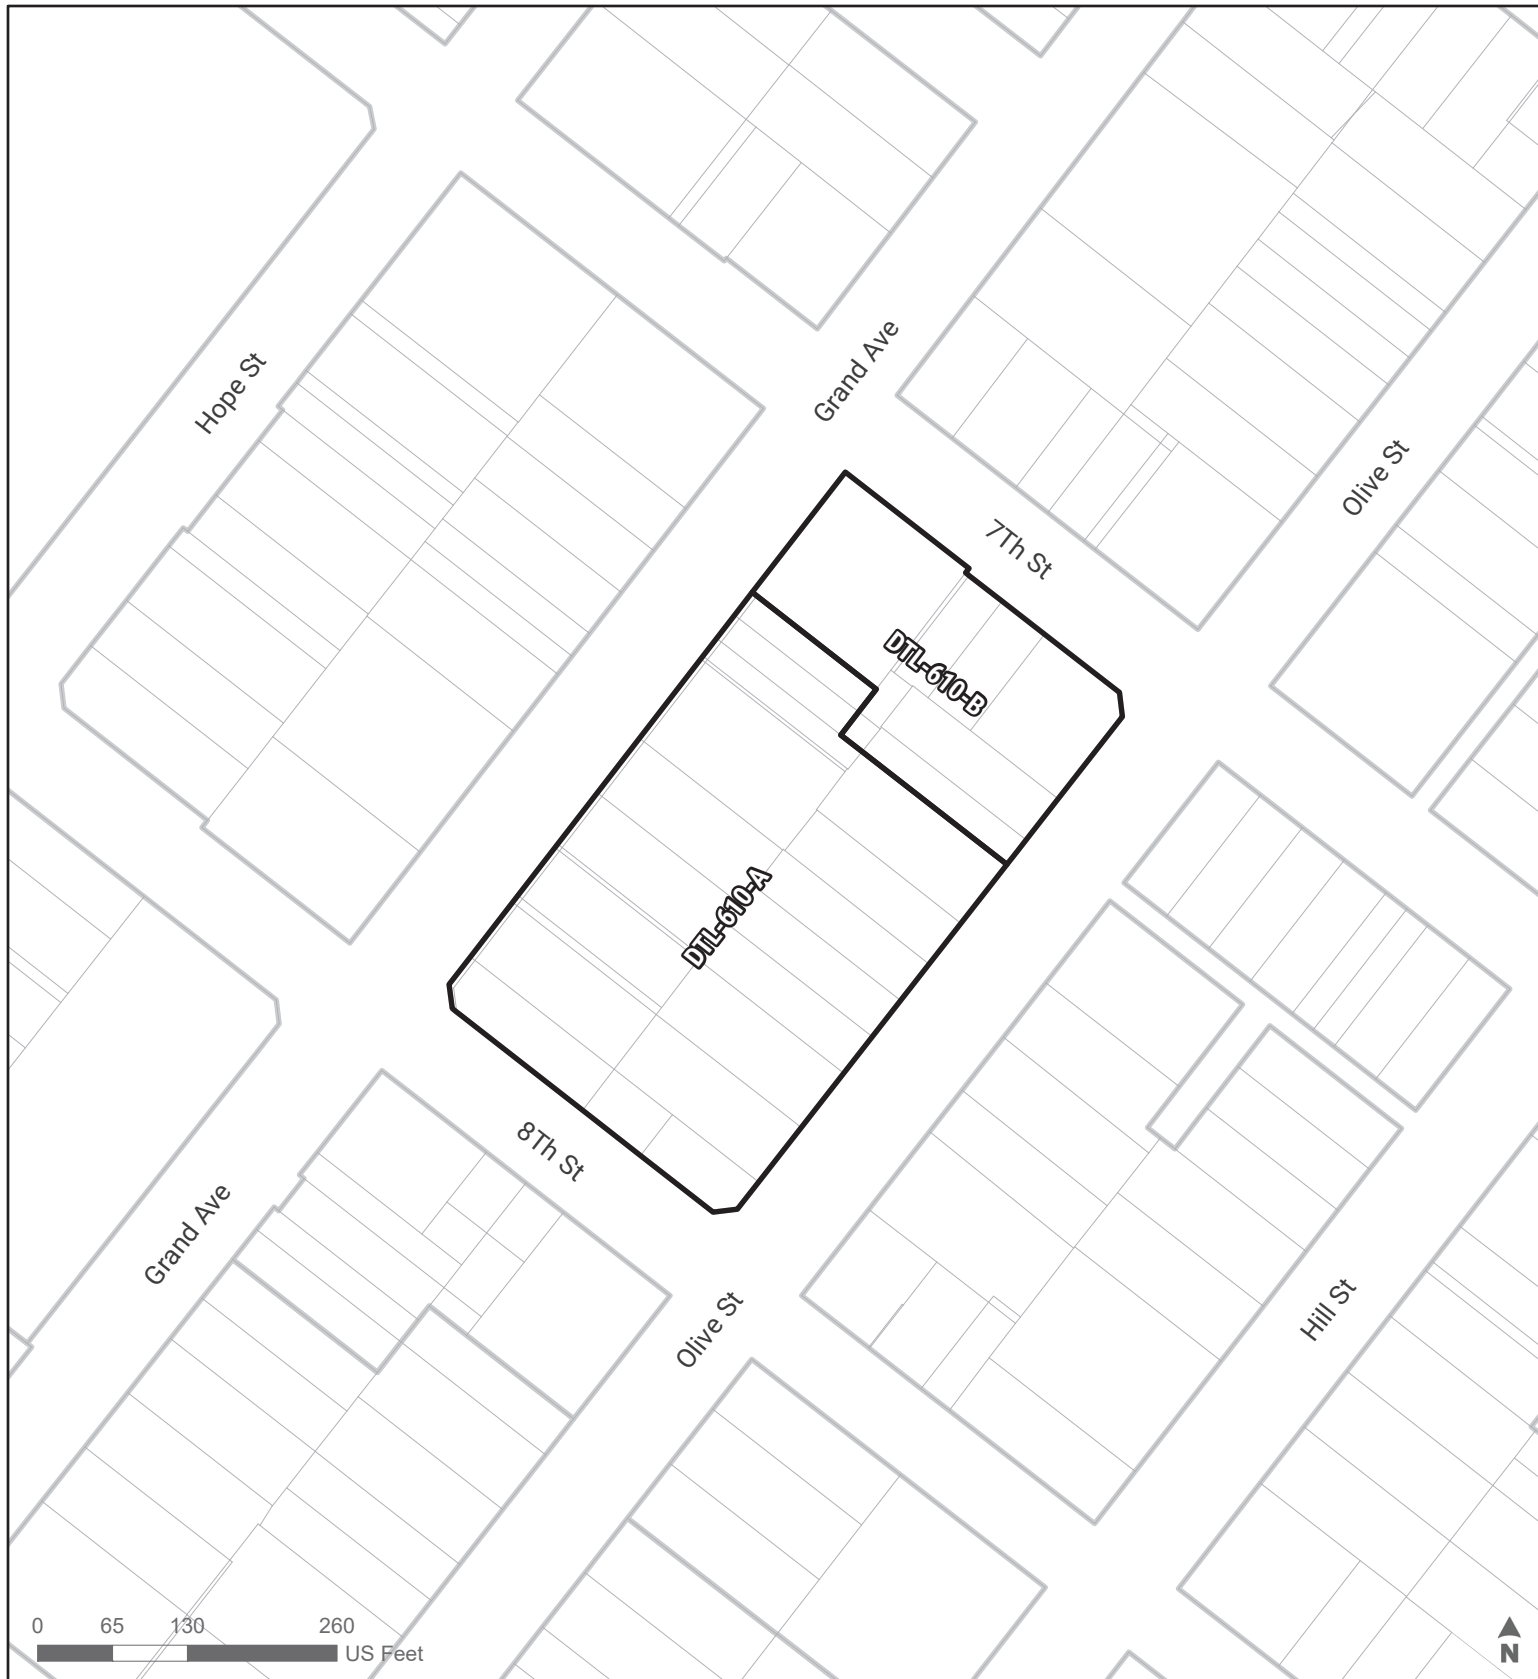 Hope St
Grand Ave
Olive St
7Th St
DTL-610-B
DTL-610-A
8Th St
Grand Ave
Olive St
Hill St
0 65 130 260
US Feet
N